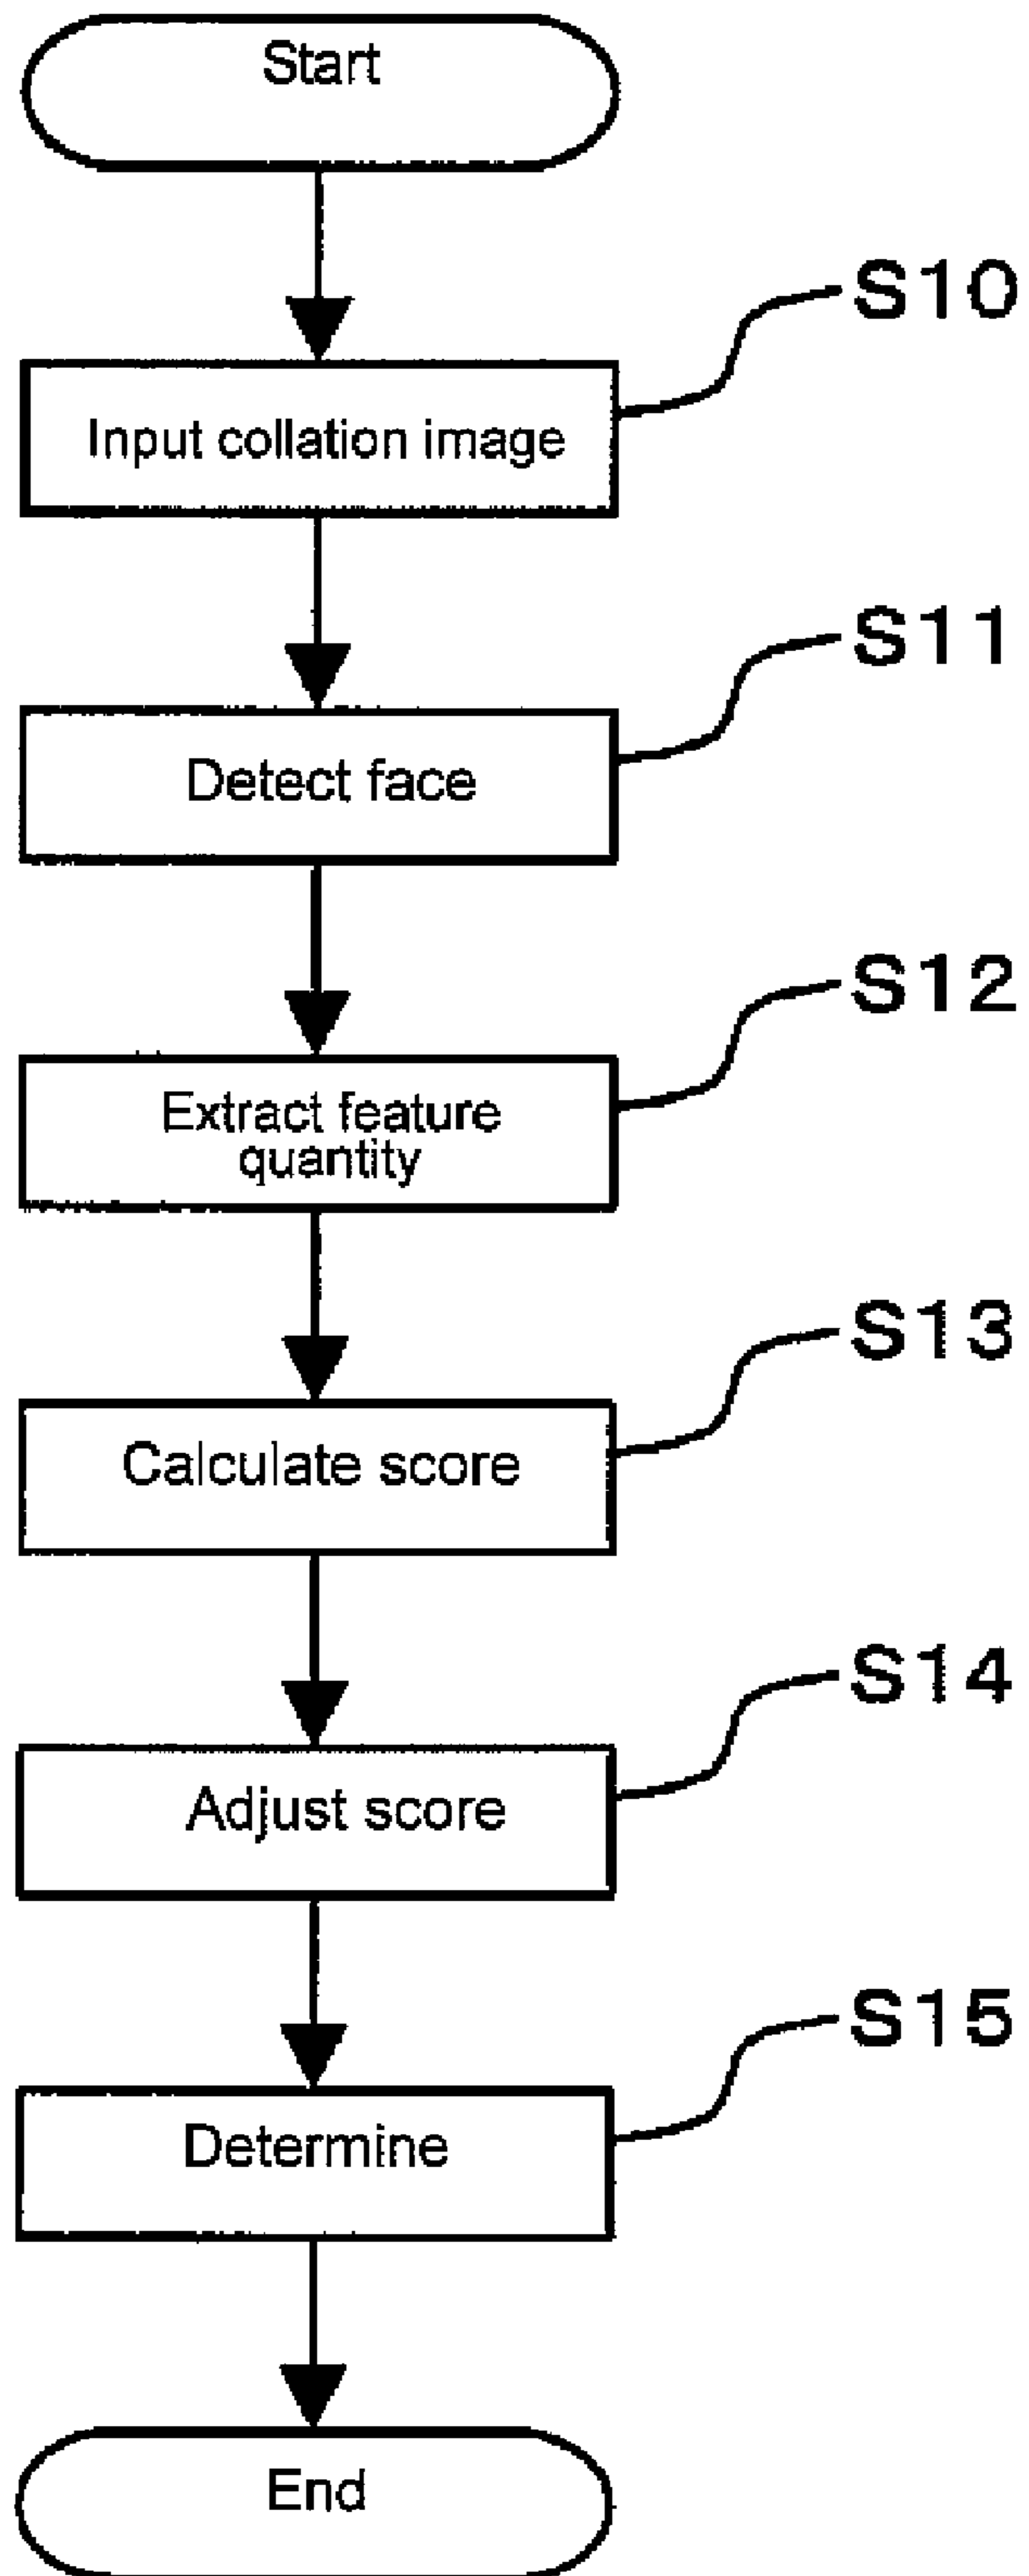 Start
S10
Input collation image
S11
Detect face
S12
Extract feature
quantity
S13
Calculate score
S14
Adjust score
S15
Determine
End